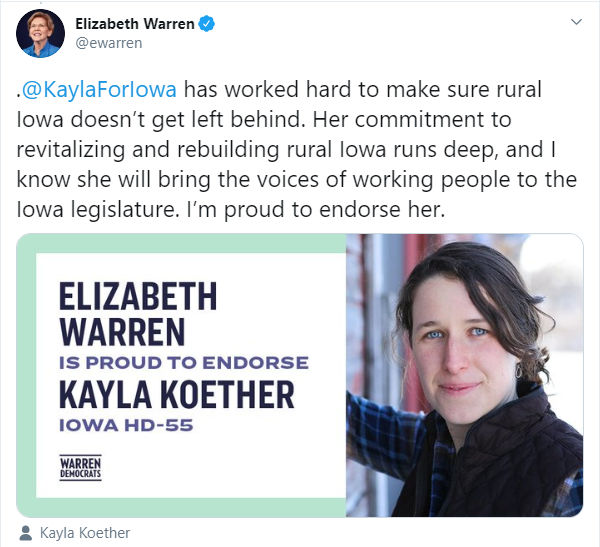 Elizabeth Warren
@ewarren
.@KaylaForIowa has worked hard to make sure rural
Iowa doesn’t get left behind. Her commitment to
revitalizing and rebuilding rural Iowa runs deep, and I
know she will bring the voices of working people to the
Iowa legislature. I’m proud to endorse her.
ELIZABETH
WARREN
IS PROUD TO ENDORSE
KAYLA KOETHER
IOWA HD-55
WARREN
DEMOCRATS
Kayla Koether